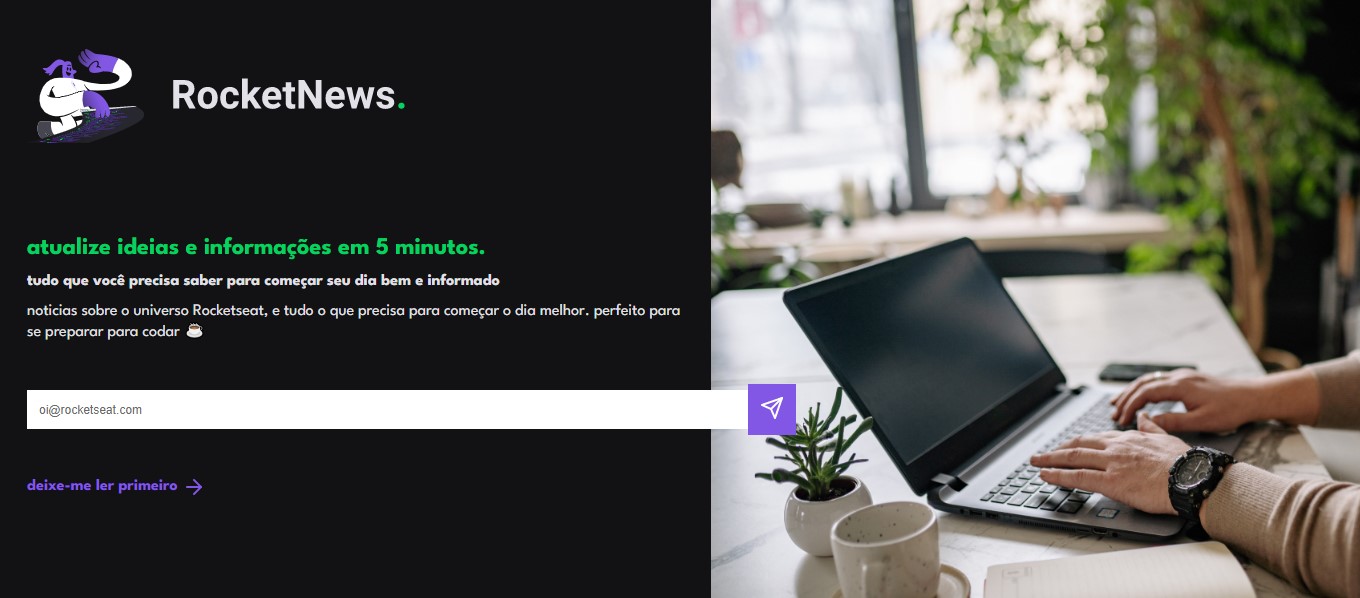 RocketNews.
atualize ideias e informações em 5 minutos.
tudo que você precisa saber para começar seu dia bem e informado
noticias sobre o universo Rocketseat, e tudo o que precisa para começar o dia melhor. perfeito para
se preparar para codar ☕
oi@rocketseat.com
deixe-me ler primeiro →